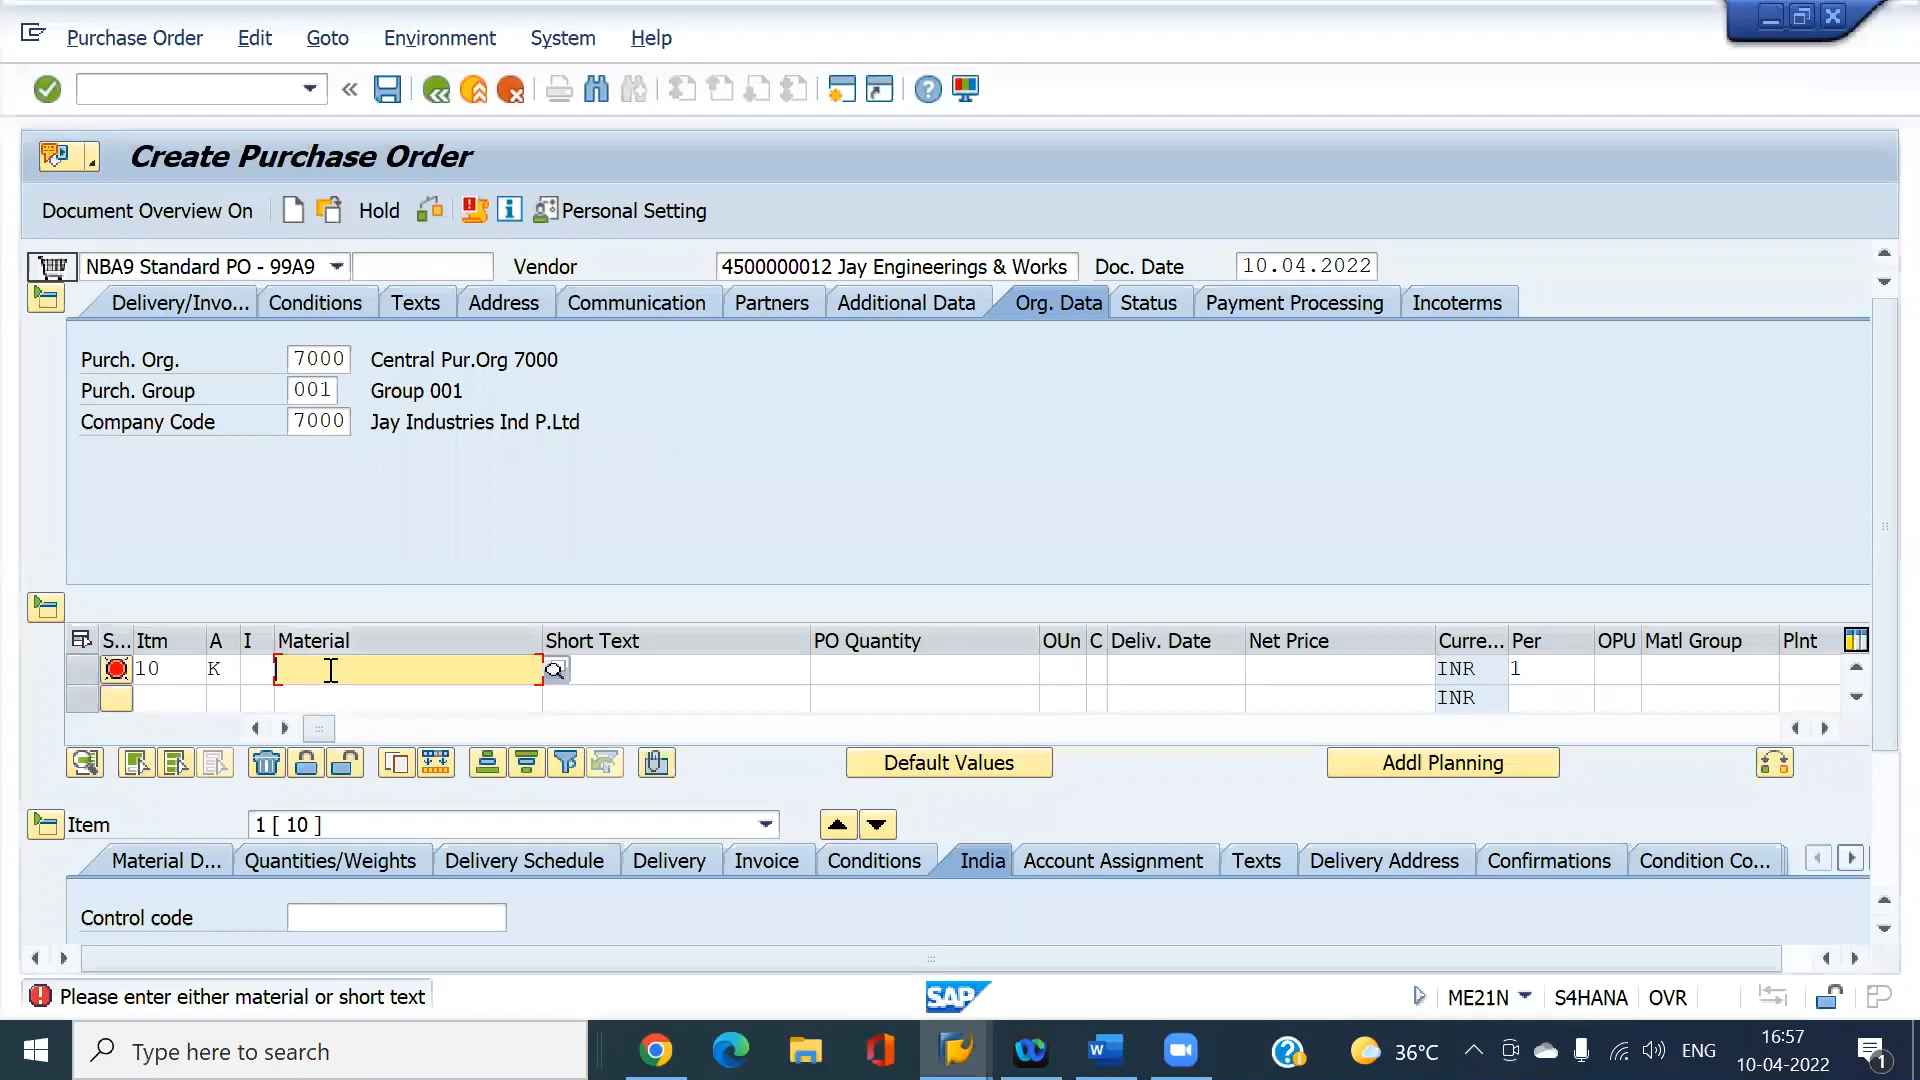 Purchase Order Edit Goto Environment System Help
Create Purchase Order
Document Overview On Hold Personal Setting
NBA9 Standard PO - 99A9 Vendor 4500000012 Jay Engineerings & Works Doc. Date 10.04.2022
Delivery/Invo... Conditions Texts Address Communication Partners Additional Data Org. Data Status Payment Processing Incoterms
Purch. Org. 7000 Central Pur.Org 7000
Purch. Group 001 Group 001
Company Code 7000 Jay Industries Ind P.Ltd
S... Itm A I Material Short Text PO Quantity OUn C Deliv. Date Net Price Curre... Per OPU Matl Group Plnt
10 K INR 1
INR
Default Values Addl Planning
Item 1 [ 10 ]
Material D... Quantities/Weights Delivery Schedule Delivery Invoice Conditions India Account Assignment Texts Delivery Address Confirmations Condition Co...
Control code
Please enter either material or short text SAP ME21N S4HANA OVR
Type here to search 36°C ENG 16:57
10-04-2022 1